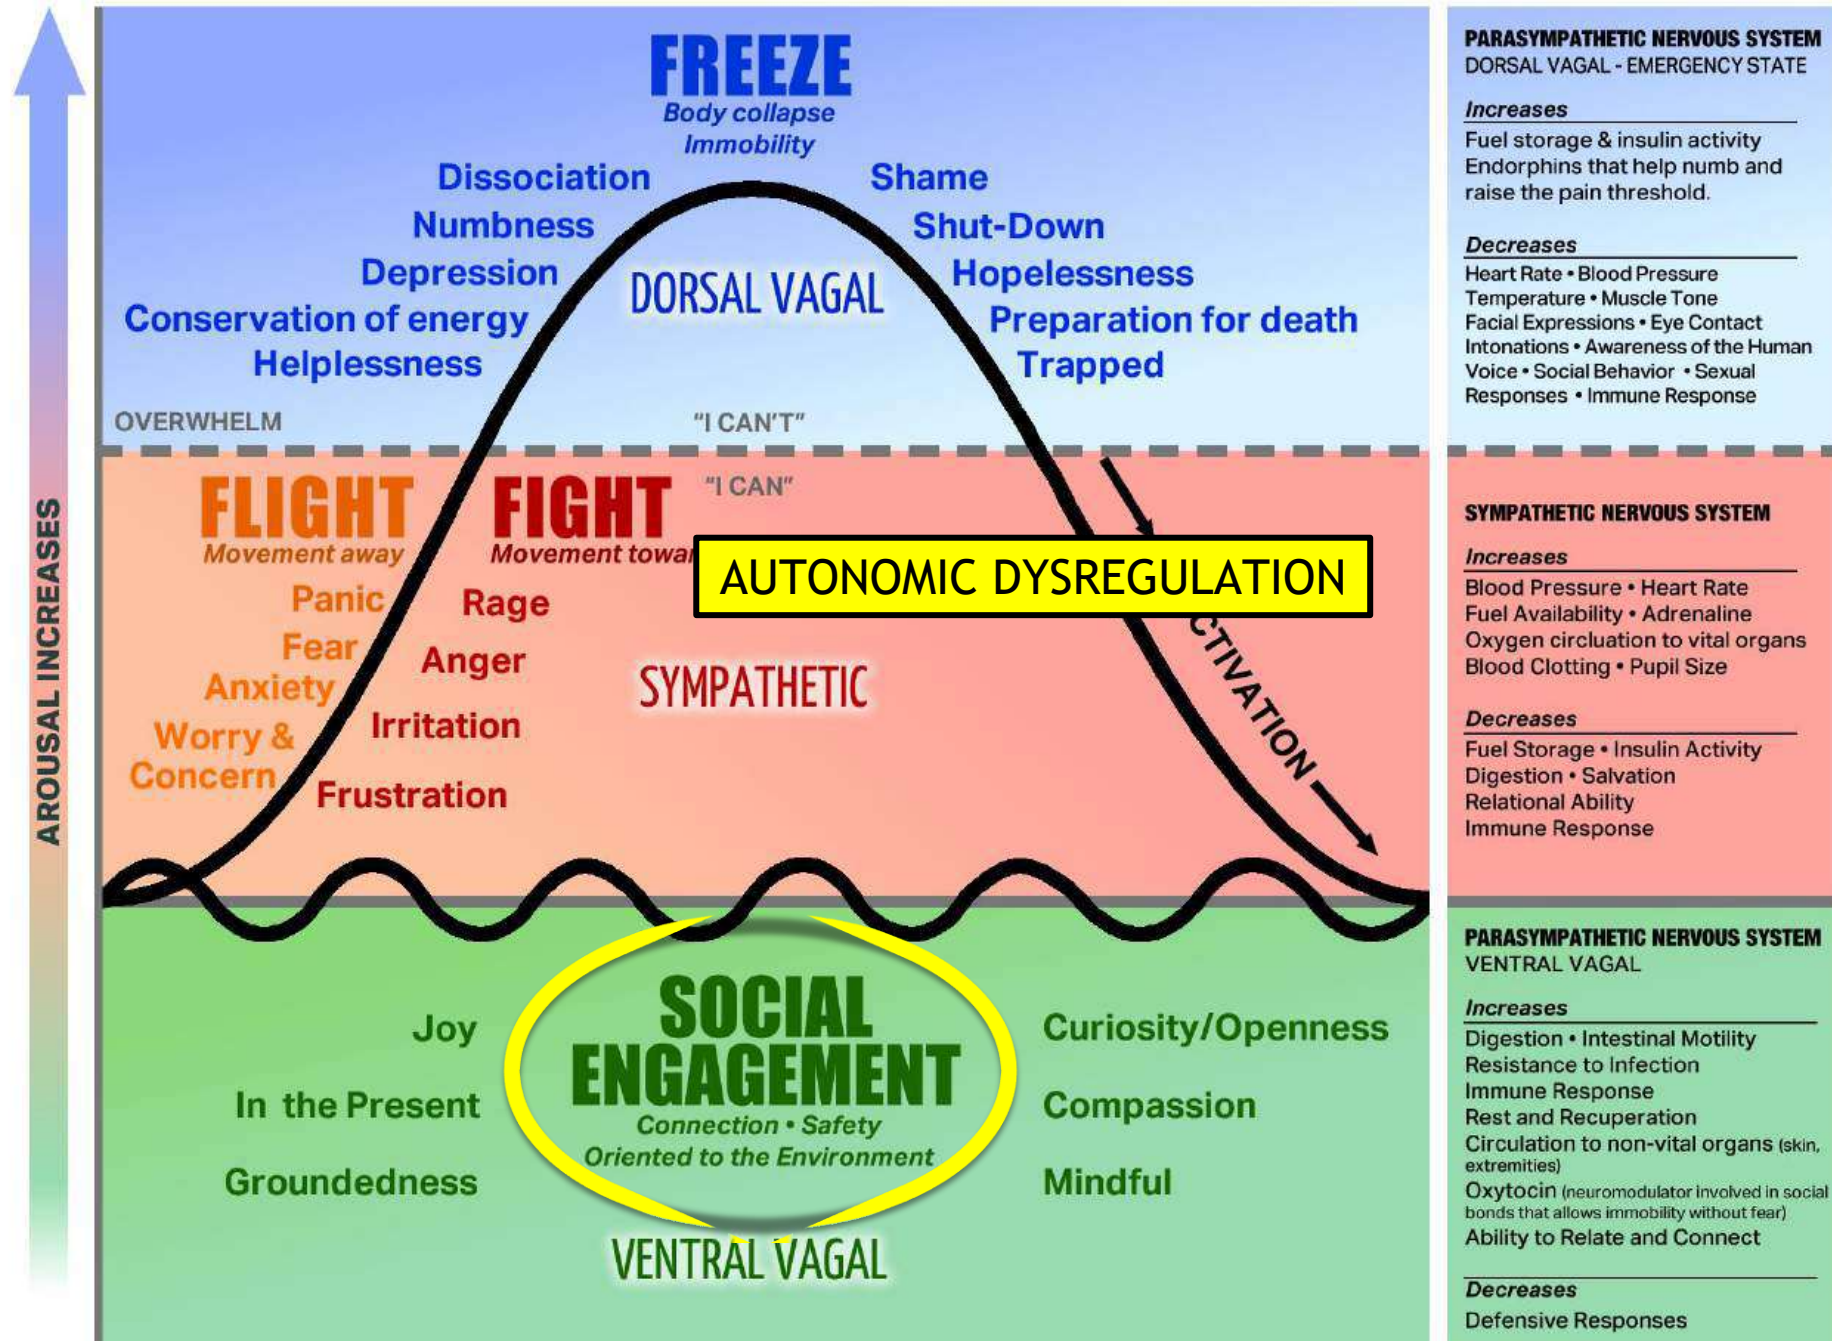 AROUSAL INCREASES
FREEZE
Body collapse
Immobility
Dissociation
Numbness
Depression
Conservation of energy
Helplessness
Shame
Shut-Down
Hopelessness
Preparation for death
Trapped
DORSAL VAGAL
OVERWHELM
"I CAN'T"
"I CAN"
FLIGHT
Movement away
Panic
Fear
Anxiety
Worry &
Concern
FIGHT
Movement
Rage
Anger
Irritation
Frustration
AUTONOMIC DYSREGULATION
SYMPATHETIC
CTIVATION
SOCIAL
ENGAGEMENT
Connection • Safety
Oriented to the Environment
Joy
In the Present
Groundedness
Curiosity/Openness
Compassion
Mindful
VENTRAL VAGAL
PARASYMPATHETIC NERVOUS SYSTEM
DORSAL VAGAL - EMERGENCY STATE
Increases
Fuel storage & insulin activity
Endorphins that help numb and
raise the pain threshold.
Decreases
Heart Rate • Blood Pressure
Temperature • Muscle Tone
Facial Expressions • Eye Contact
Intonations • Awareness of the Human
Voice • Social Behavior • Sexual
Responses • Immune Response
SYMPATHETIC NERVOUS SYSTEM
Increases
Blood Pressure • Heart Rate
Fuel Availability • Adrenaline
Oxygen circluation to vital organs
Blood Clotting • Pupil Size
Decreases
Fuel Storage • Insulin Activity
Digestion • Salvation
Relational Ability
Immune Response
PARASYMPATHETIC NERVOUS SYSTEM
VENTRAL VAGAL
Increases
Digestion • Intestinal Motility
Resistance to Infection
Immune Response
Rest and Recuperation
Circulation to non-vital organs (skin,
extremities)
Oxytocin (neuromodulator involved in social
bonds that allows immobility without fear)
Ability to Relate and Connect
Decreases
Defensive Responses